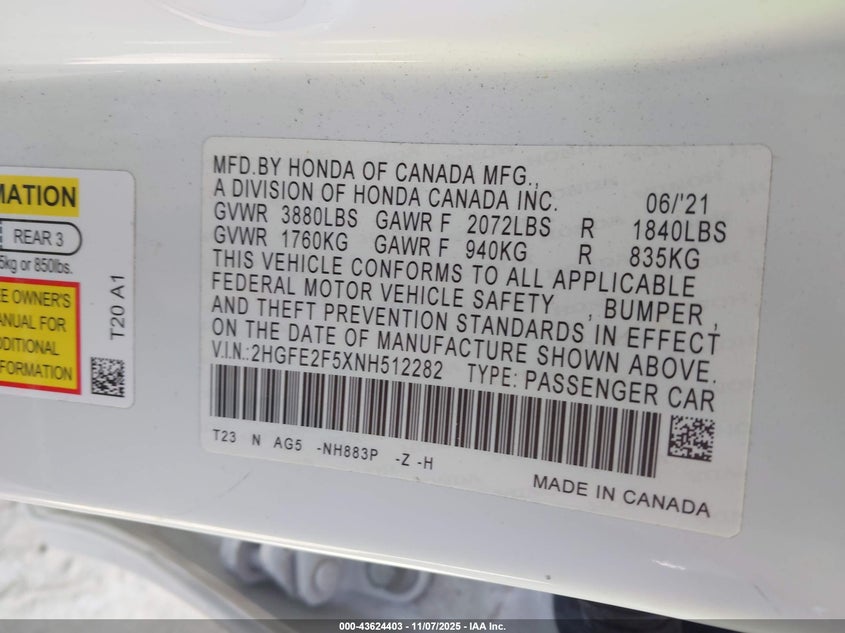 MATION
REAR 3
5kg or 850lbs.
E OWNER'S
ANUAL FOR
DDITIONAL
FORMATION
T20 A1
MFD.BY HONDA OF CANADA MFG.,
A DIVISION OF HONDA CANADA INC. 06/'21
GVWR 3880LBS GAWR F 2072LBS R 1840LBS
GVWR 1760KG GAWR F 940KG R 835KG
THIS VEHICLE CONFORMS TO ALL APPLICABLE
FEDERAL MOTOR VEHICLE SAFETY , BUMPER ,
AND THEFT PREVENTION STANDARDS IN EFFECT
ON THE DATE OF MANUFACTURE SHOWN ABOVE.
V.I.N.:2HGFE2F5XNH512282 TYPE: PASSENGER CAR
T23 N AG5 -NH883P -Z -H
MADE IN CANADA
000-43624403 - 11/07/2025 - IAA Inc.